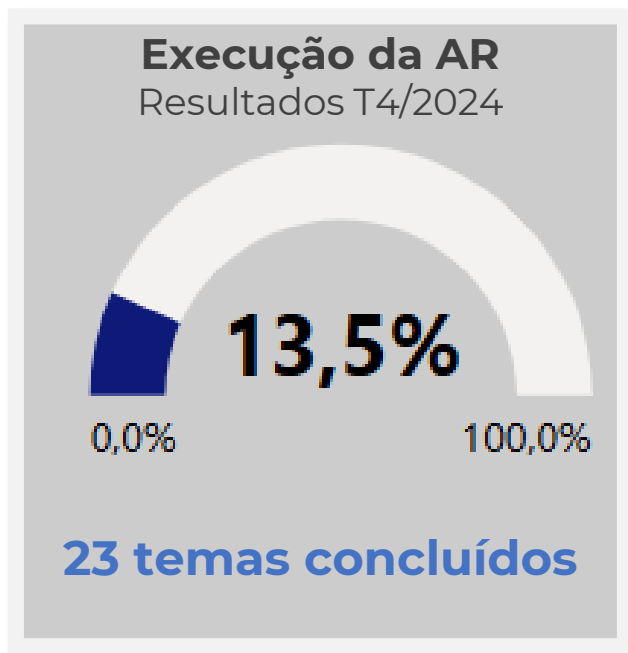 Execução da AR
Resultados T4/2024
13,5%
0,0%
100,0%
23 temas concluídos